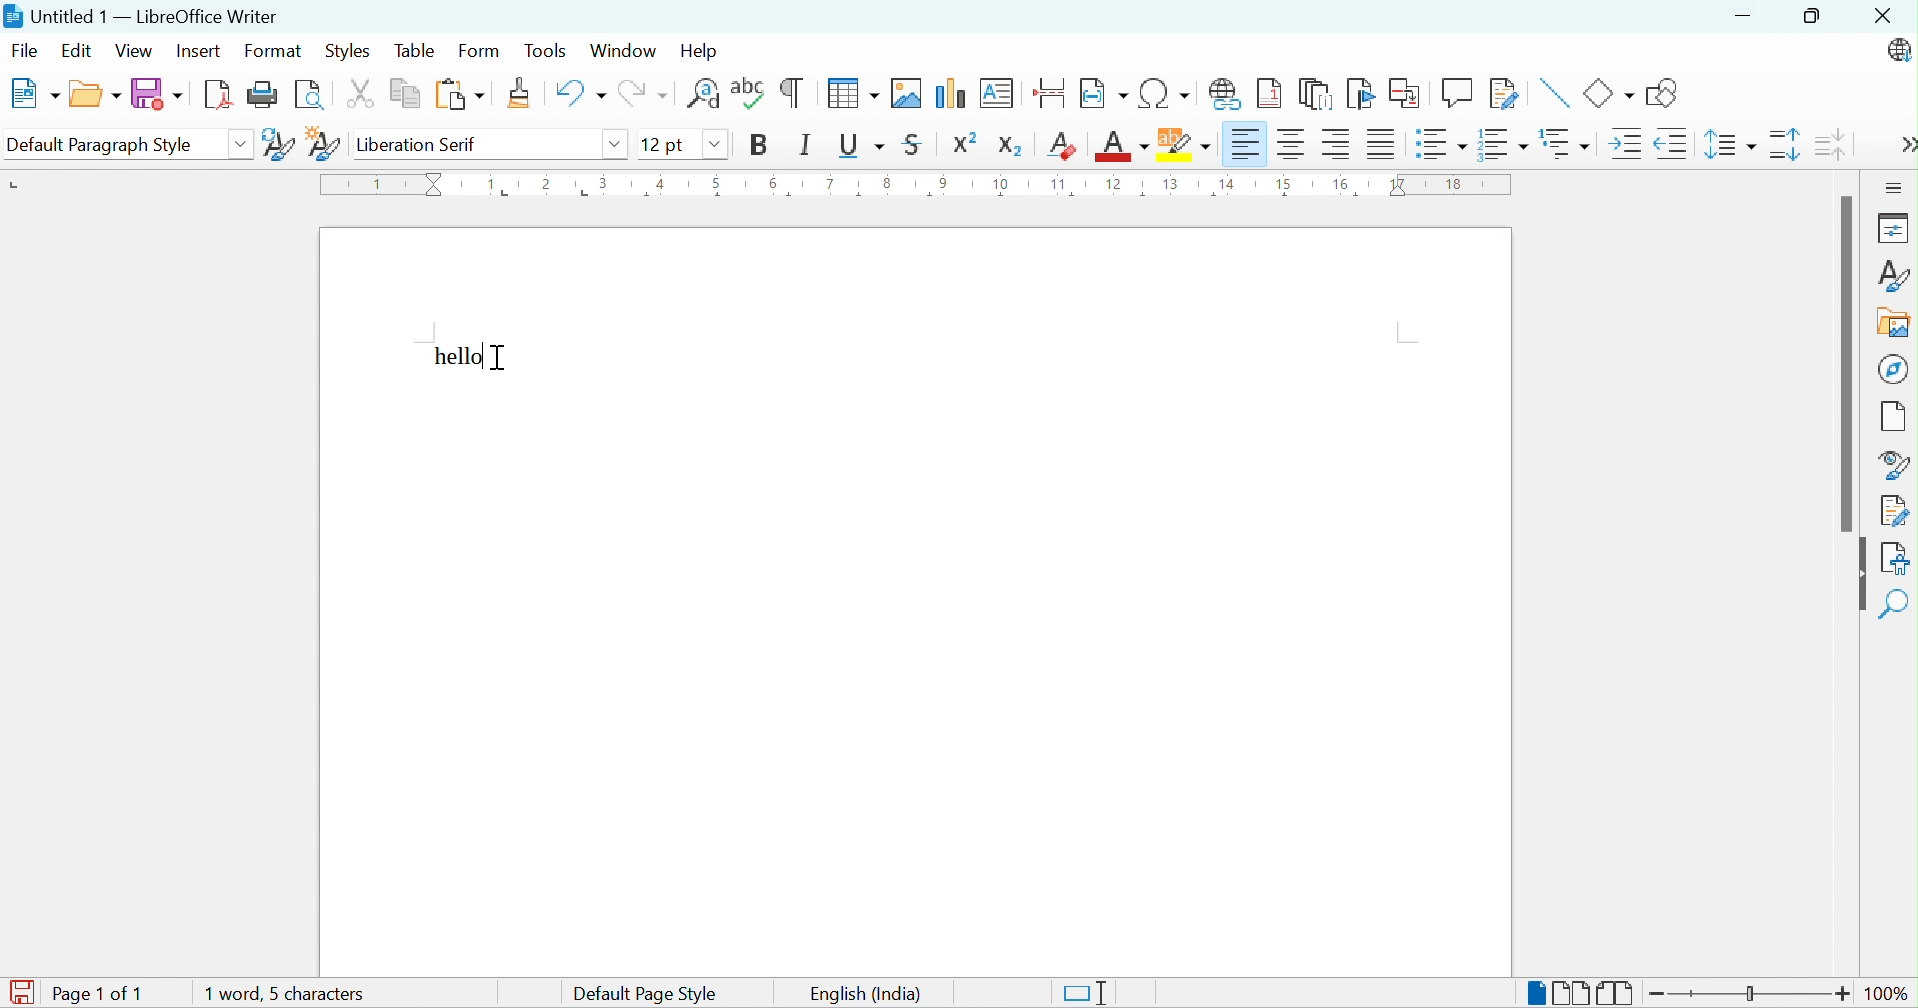 Untitled 1 — LibreOffice Writer
File Edit View Insert Format Styles Table Form Tools Window Help
Default Paragraph Style Liberation Serif 12 pt
1 1 2 3 4 5 6 7 8 9 10 11 12 13 14 15 16 17 18
hello
Page 1 of 1 1 word, 5 characters Default Page Style English (India) 100%